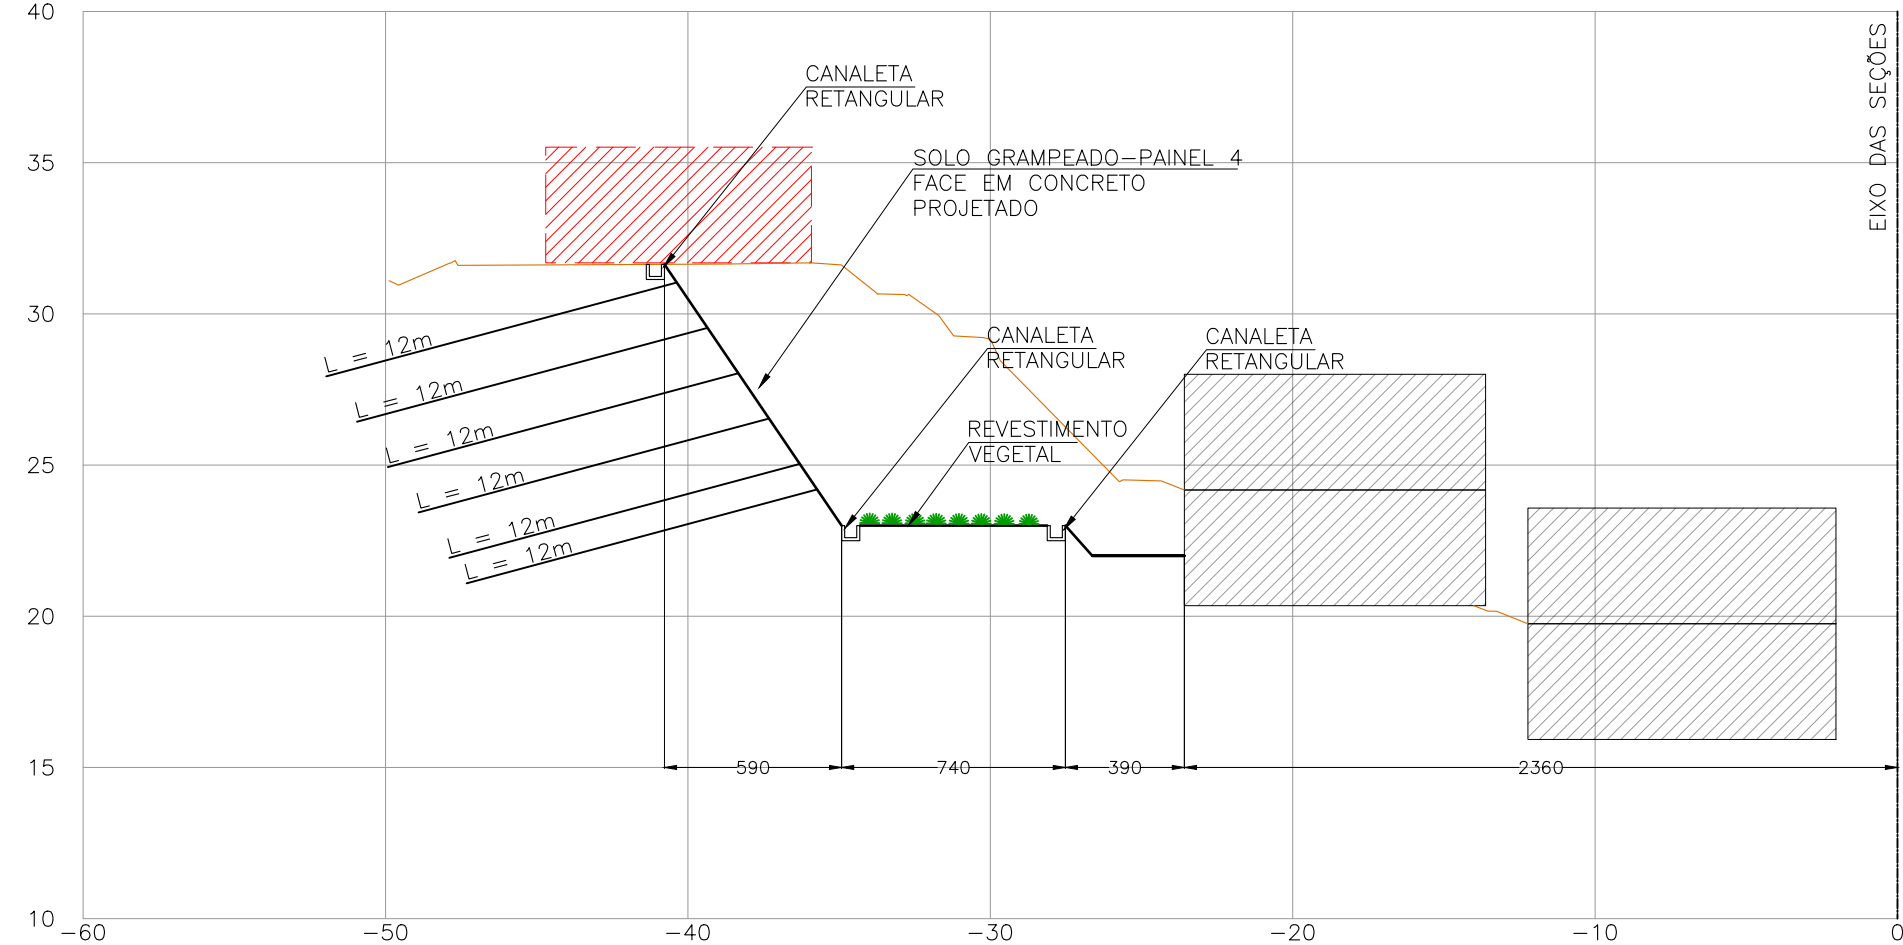 40
EIXO DAS SEÇÕES
CANALETA
RETANGULAR
35
SOLO GRAMPEADO-PAINEL 4
FACE EM CONCRETO
PROJETADO
30
L = 12m
L = 12m
L = 12m
L = 12m
L = 12m
L = 12m
CANALETA
RETANGULAR
CANALETA
RETANGULAR
REVESTIMENTO
VEGETAL
25
20
15
590
740
390
2360
10
-60
-50
-40
-30
-20
-10
0